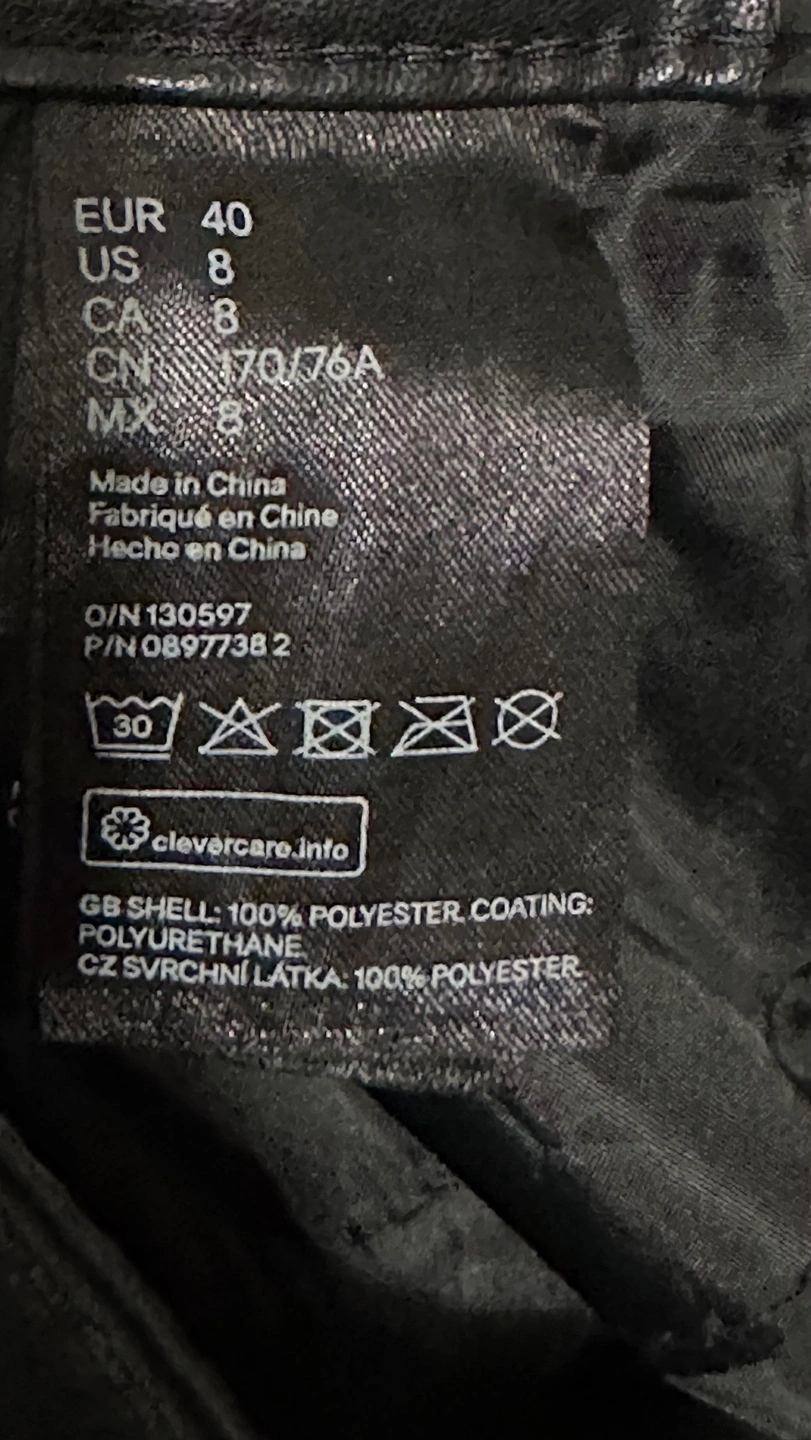 EUR 40
US 8
CA 8
CN 170/76A
MX 8
Made in China
Fabriqué en Chine
Hecho en China
O/N 130597
P/N 0897738 2
30
clevercare.info
GB SHELL: 100% POLYESTER. COATING:
POLYURETHANE
CZ SVRCHNÍ LÁTKA: 100% POLYESTER.